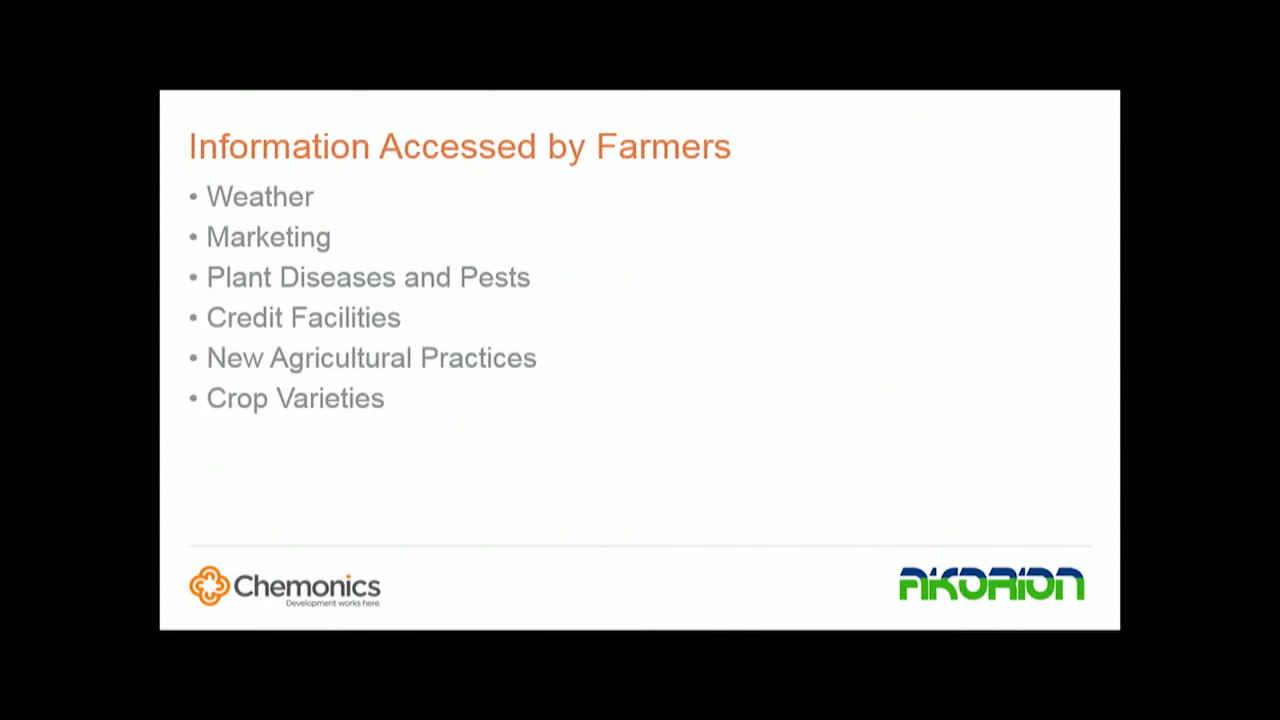 Information Accessed by Farmers
• Weather
• Marketing
• Plant Diseases and Pests
• Credit Facilities
• New Agricultural Practices
• Crop Varieties
Chemonics
Development works here.
AKORION